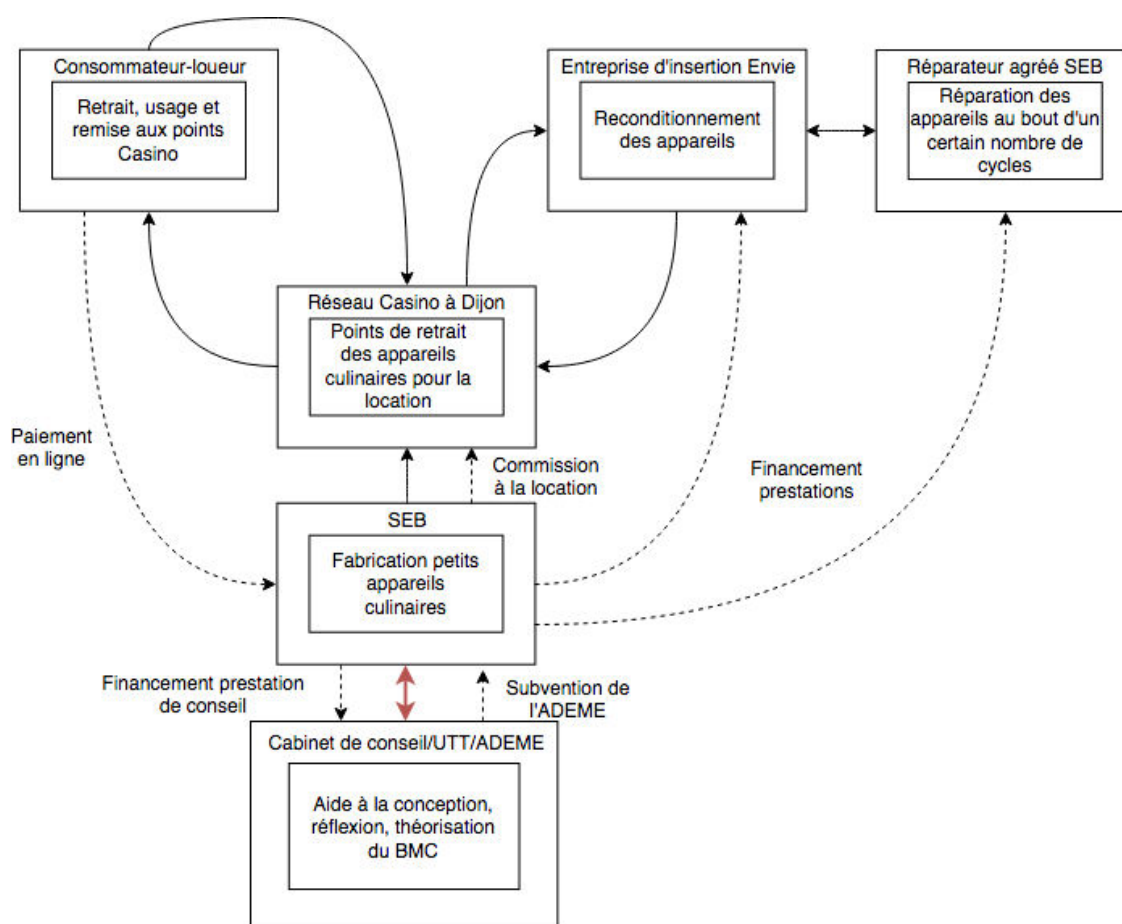 Consommateur-loueur
Retrait, usage et
remise aux points
Casino
Entreprise d'insertion Envie
Reconditionnement
des appareils
Réparateur agréé SEB
Réparation des
appareils au bout d'un
certain nombre de
cycles
Réseau Casino à Dijon
Points de retrait
des appareils
culinaires pour la
location
Paiement
en ligne
Commission
à la location
Financement
prestations
SEB
Fabrication petits
appareils
culinaires
Financement prestation
de conseil
Subvention de
l'ADEME
Cabinet de conseil/UTT/ADEME
Aide à la conception,
réflexion, théorisation
du BMC